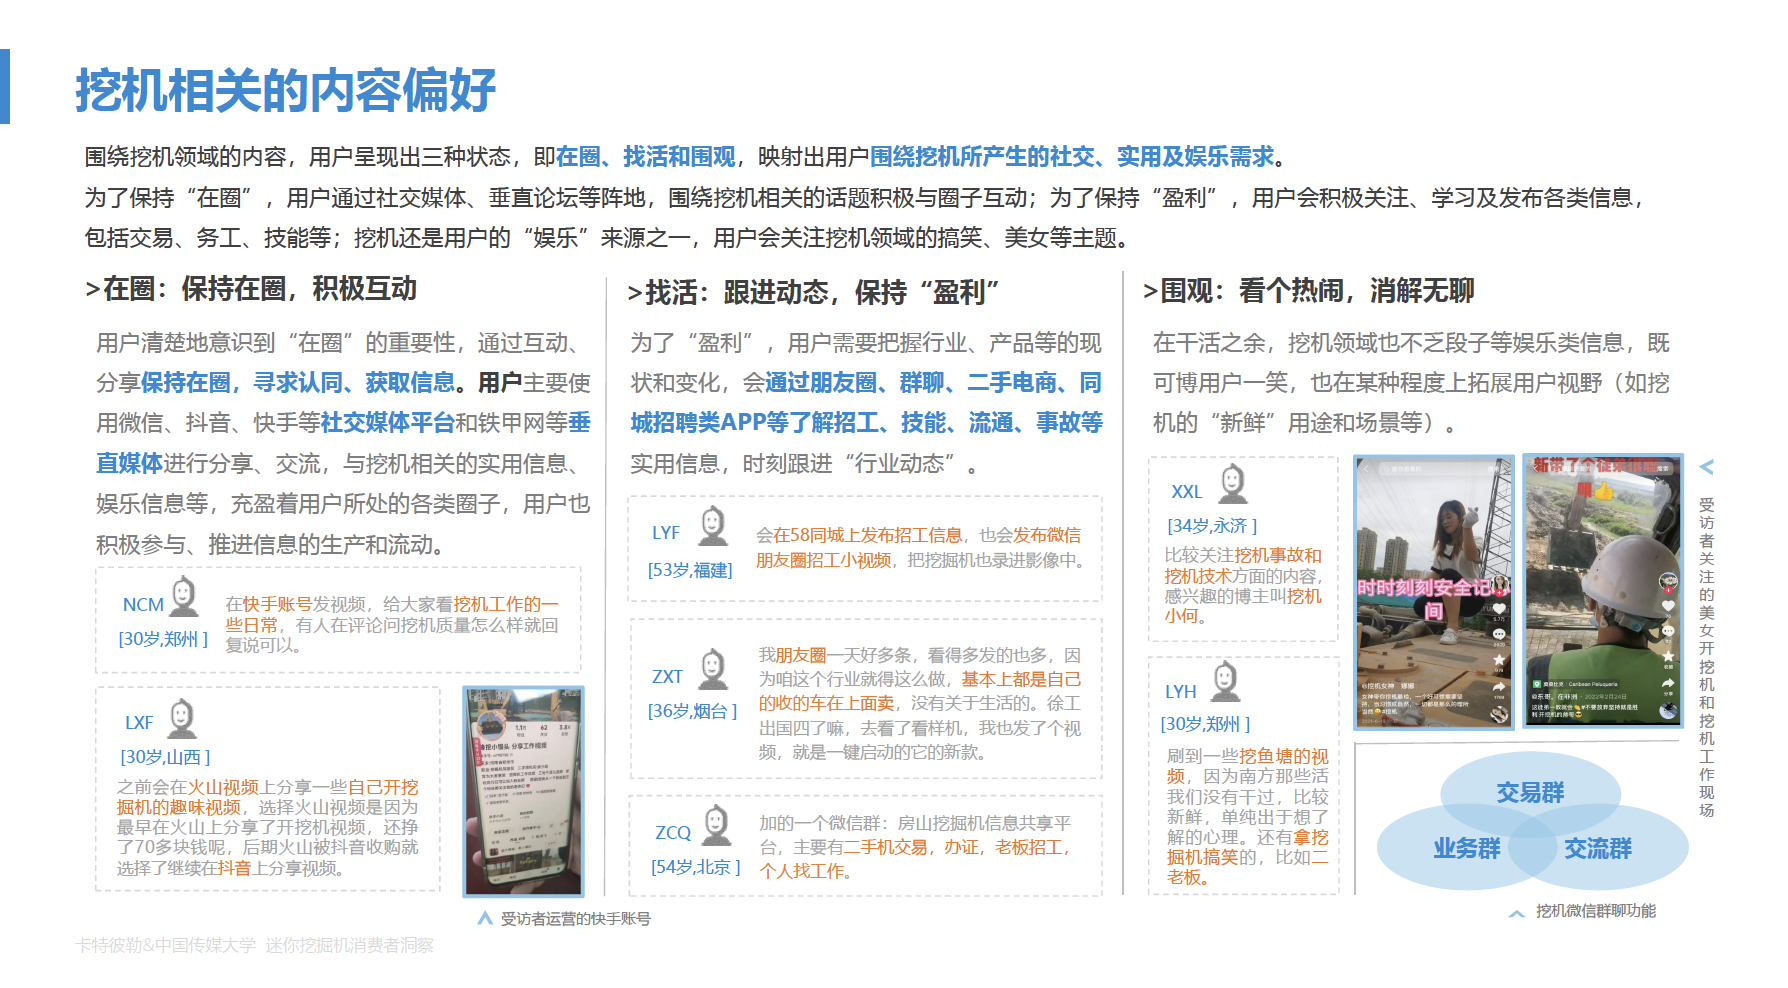 挖机相关的内容偏好
围绕挖机领域的内容，用户呈现出三种状态，即在圈、找活和围观，映射出用户围绕挖机所产生的社交、实用及娱乐需求。
为了保持“在圈”，用户通过社交媒体、垂直论坛等阵地，围绕挖机相关的话题积极与圈子互动；为了保持“盈利”，用户会积极关注、学习及发布各类信息，
包括交易、务工、技能等；挖机还是用户的“娱乐”来源之一，用户会关注挖机领域的搞笑、美女等主题。
>在圈：保持在圈，积极互动
用户清楚地意识到“在圈”的重要性，通过互动、
分享保持在圈，寻求认同、获取信息。用户主要使
用微信、抖音、快手等社交媒体平台和铁甲网等垂
直媒体进行分享、交流，与挖机相关的实用信息、
娱乐信息等，充盈着用户所处的各类圈子，用户也
积极参与、推进信息的生产和流动。
NCM
[30岁,郑州 ]
在快手账号发视频，给大家看挖机工作的一
些日常，有人在评论问挖机质量怎么样就回
复说可以。
LXF
[30岁,山西 ]
之前会在火山视频上分享一些自己开挖
掘机的趣味视频，选择火山视频是因为
最早在火山上分享了开挖机视频，还挣
了70多块钱呢，后期火山被抖音收购就
选择了继续在抖音上分享视频。
受访者运营的快手账号
>找活：跟进动态，保持“盈利”
为了“盈利”，用户需要把握行业、产品等的现
状和变化，会通过朋友圈、群聊、二手电商、同
城招聘类APP等了解招工、技能、流通、事故等
实用信息，时刻跟进“行业动态”。
LYF
[53岁,福建]
会在58同城上发布招工信息，也会发布微信
朋友圈招工小视频，把挖掘机也录进影像中。
ZXT
[36岁,烟台 ]
我朋友圈一天好多条，看得多发的也多，因
为咱这个行业就得这么做，基本上都是自己
的收的车在上面卖，没有关于生活的。徐工
出国四了嘛，去看了看样机，我也发了个视
频，就是一键启动的它的新款。
ZCQ
[54岁,北京 ]
加的一个微信群：房山挖掘机信息共享平
台，主要有二手机交易，办证，老板招工，
个人找工作。
>围观：看个热闹，消解无聊
在干活之余，挖机领域也不乏段子等娱乐类信息，既
可博用户一笑，也在某种程度上拓展用户视野（如挖
机的“新鲜”用途和场景等）。
XXL
[34岁,永济 ]
比较关注挖机事故和
挖机技术方面的内容，
感兴趣的博主叫挖机
小何。
LYH
[30岁,郑州 ]
刷到一些挖鱼塘的视
频，因为南方那些活
我们没有干过，比较
新鲜，单纯出于想了
解的心理。还有拿挖
掘机搞笑的，比如二
老板。
时时刻刻安全记
间
受访者关注的美女开挖机和挖机工作现场
交易群
业务群
交流群
挖机微信群聊功能
卡特彼勒&中国传媒大学 迷你挖掘机消费者洞察